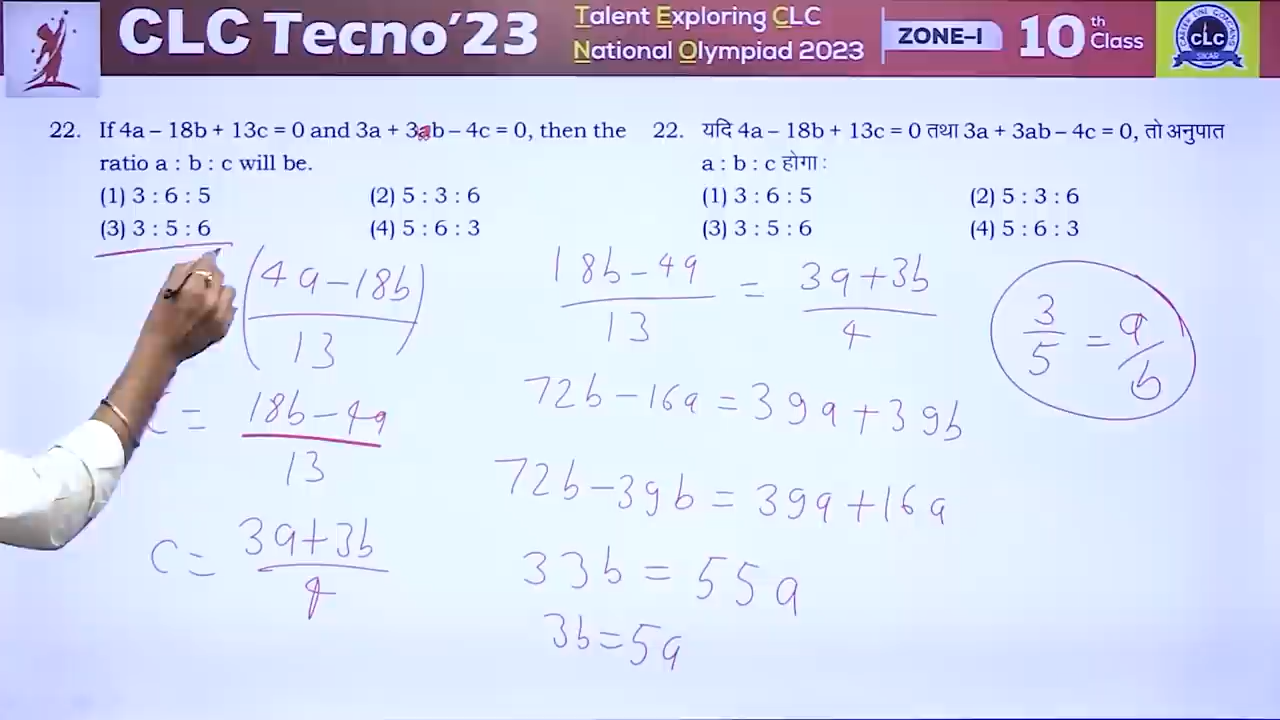 CLC Tecno'23
Talent Exploring CLC
National Olympiad 2023
ZONE–I
10th Class
CAREER LINE COACHING
CLC
SIKAR
22. If 4a – 18b + 13c = 0 and 3a + 3ab – 4c = 0, then the
ratio a : b : c will be.
(1) 3 : 6 : 5 (2) 5 : 3 : 6
(3) 3 : 5 : 6 (4) 5 : 6 : 3
22. यदि 4a – 18b + 13c = 0 तथा 3a + 3ab – 4c = 0, तो अनुपात
a : b : c होगा :
(1) 3 : 6 : 5 (2) 5 : 3 : 6
(3) 3 : 5 : 6 (4) 5 : 6 : 3
(4a – 18b)
13
c = 18b – 4a
13
c = 3a + 3b
4
18b – 4a = 3a + 3b
13 4
72b – 16a = 39a + 39b
72b – 39b = 39a + 16a
33b = 55a
3b = 5a
3 = a
5 b